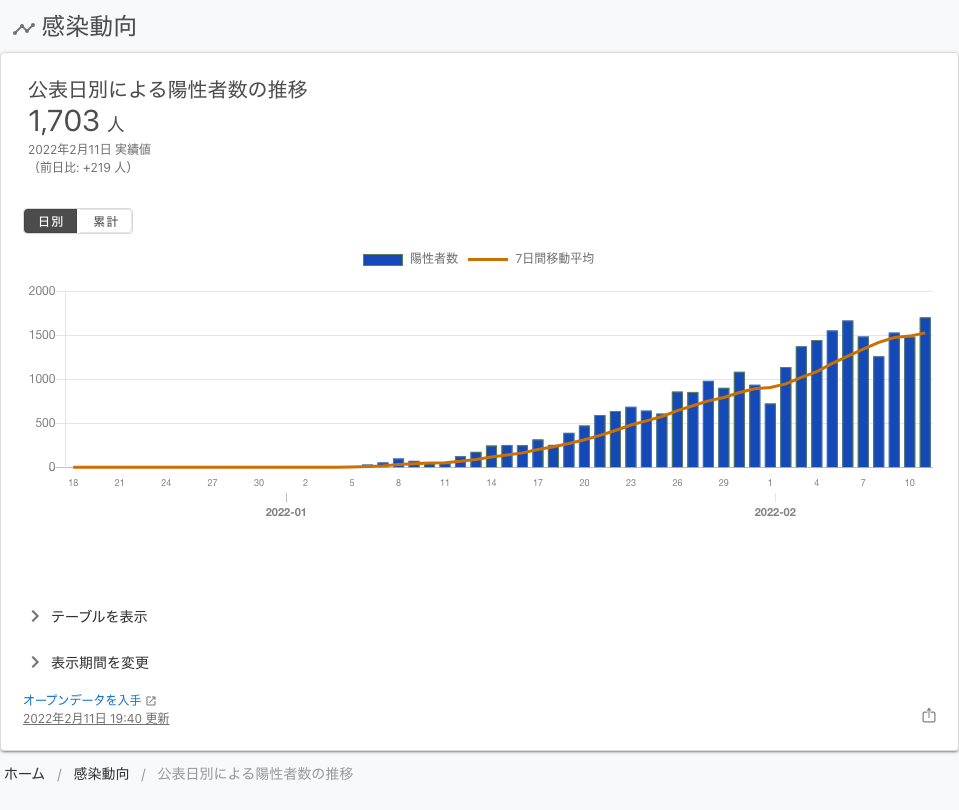 感染動向
公表日別による陽性者数の推移
1,703 人
2022年2月11日 実績値
（前日比: +219 人）
日別 累計
陽性者数 7日間移動平均
2000
1500
1000
500
0
18 21 24 27 30 2 5 8 11 14 17 20 23 26 29 1 4 7 10
2022-01 2022-02
テーブルを表示
表示期間を変更
オープンデータを入手
2022年2月11日 19:40 更新
ホーム / 感染動向 / 公表日別による陽性者数の推移